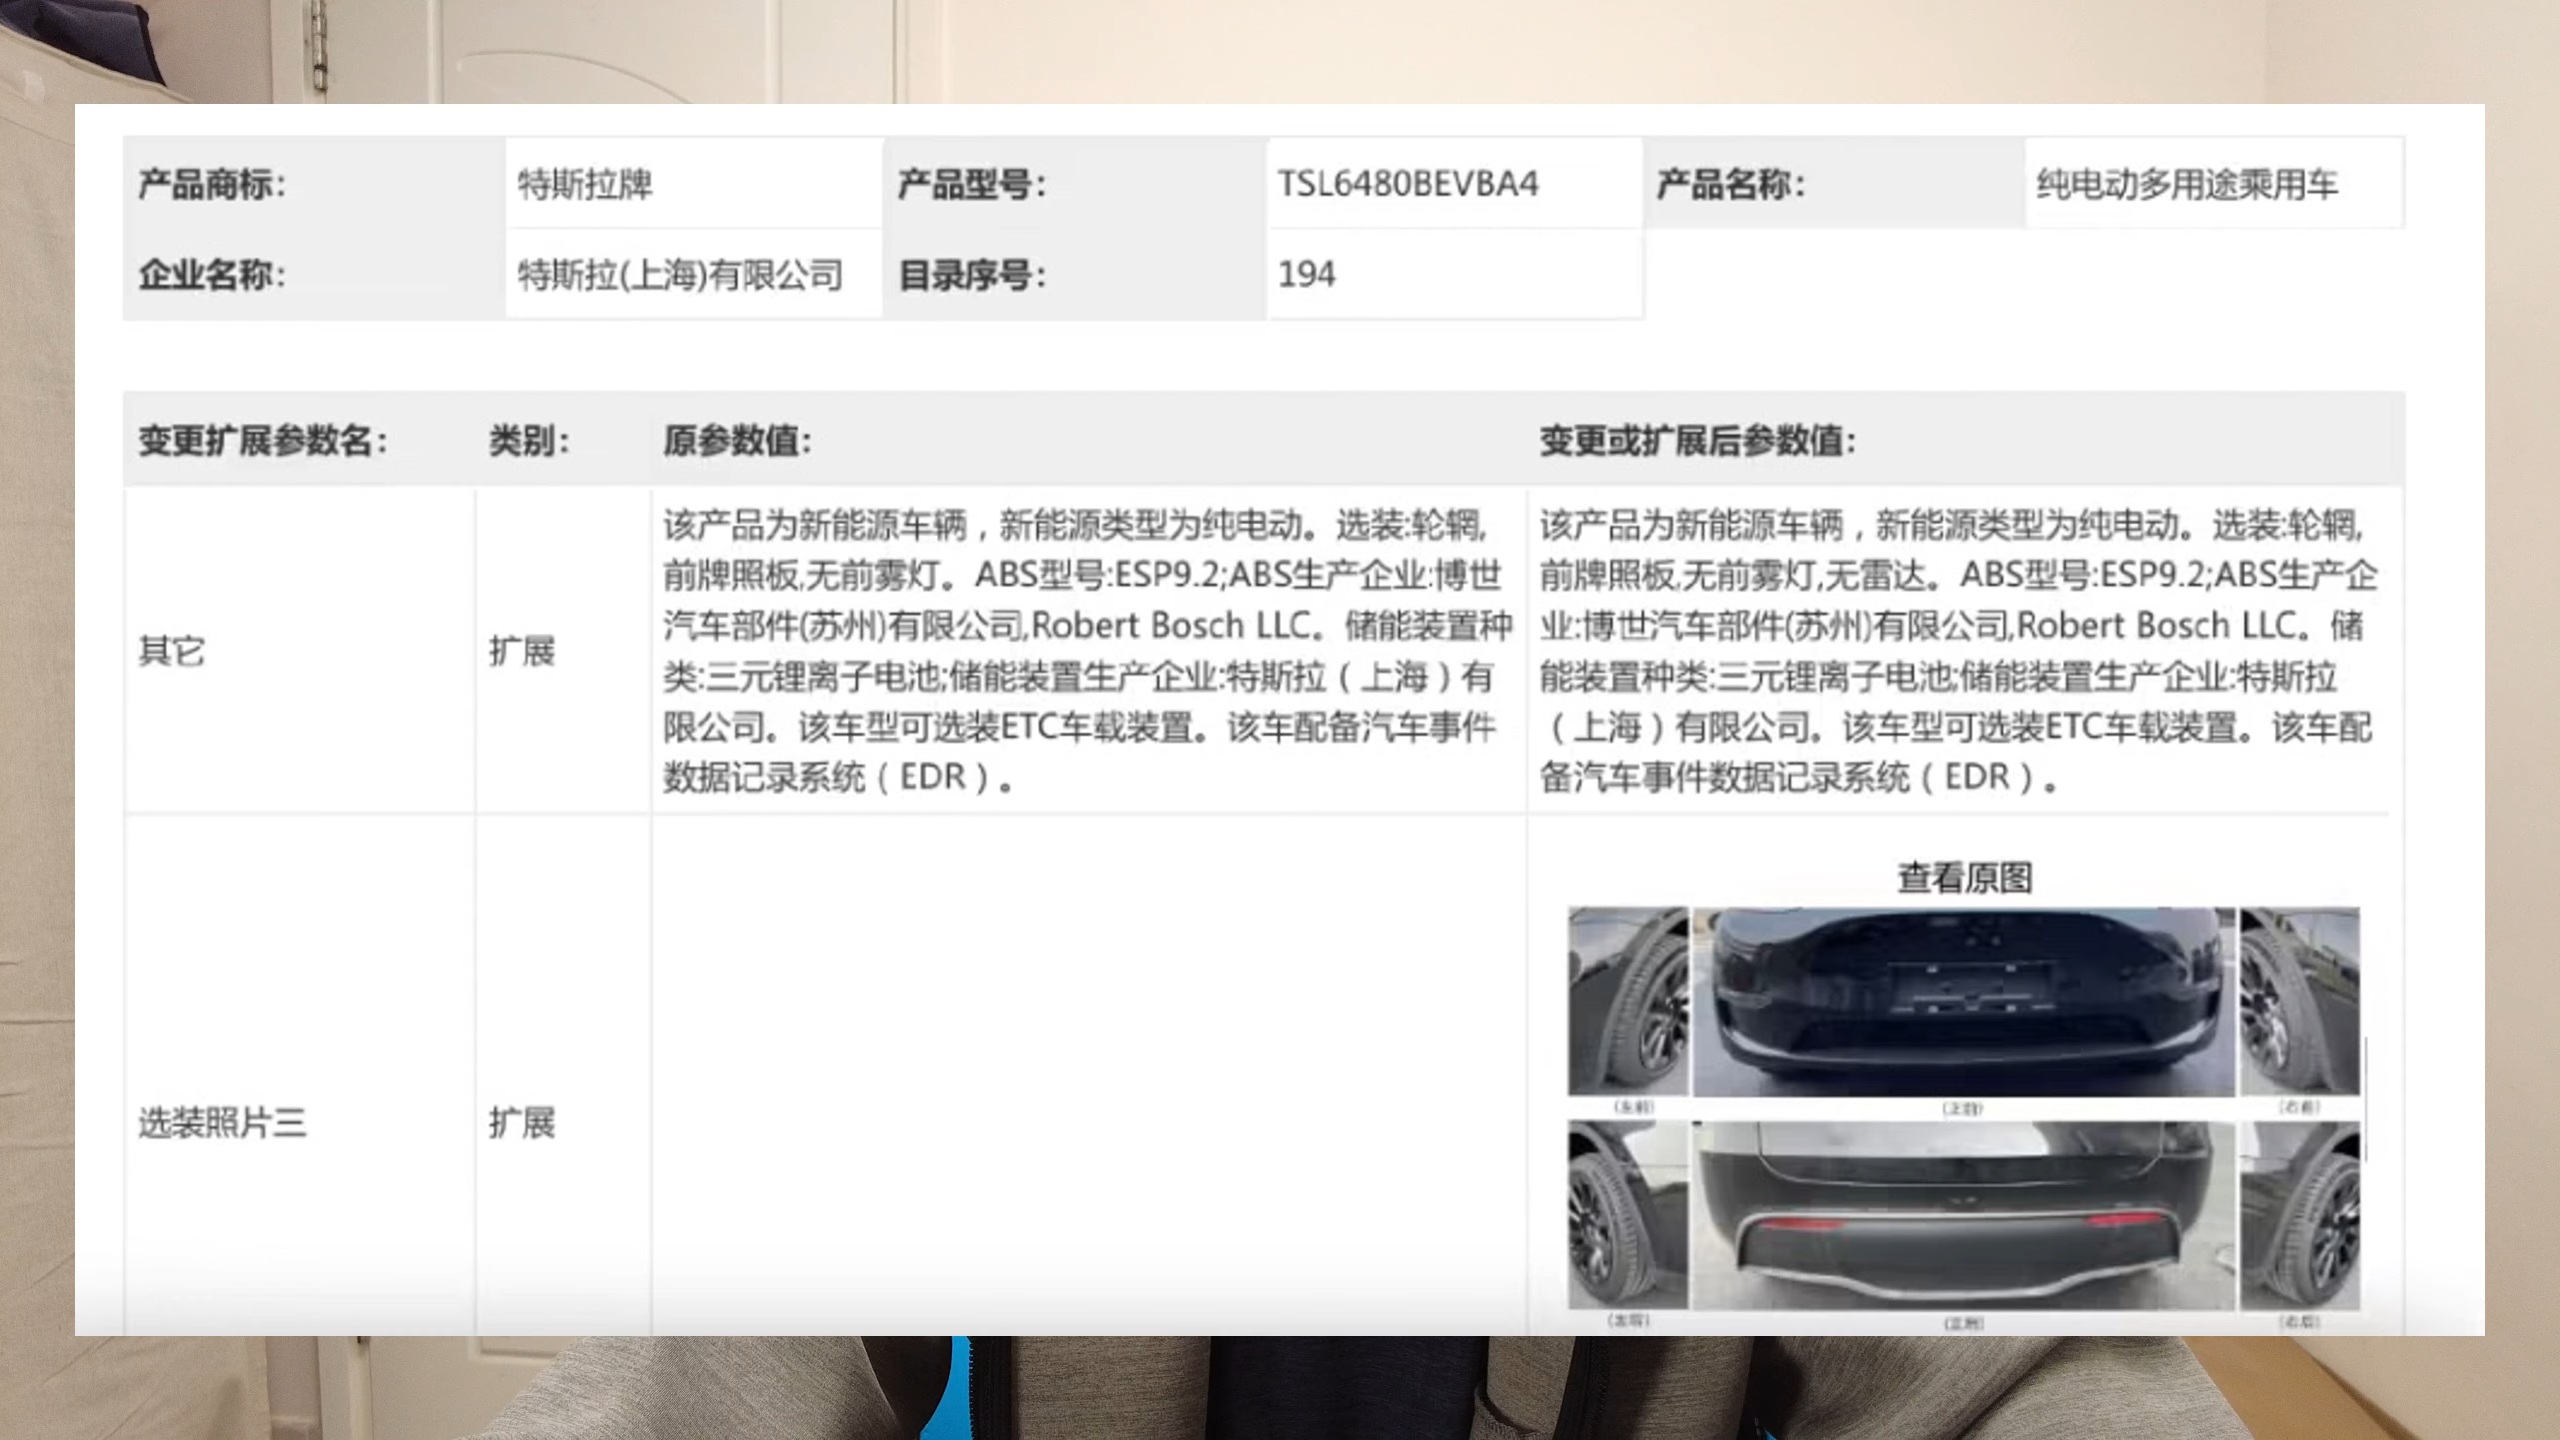 产品商标： 特斯拉牌 产品型号： TSL6480BEVBA4 产品名称： 纯电动多用途乘用车
企业名称： 特斯拉(上海)有限公司 目录序号： 194
变更扩展参数名： 类别： 原参数值： 变更或扩展后参数值：
其它
扩展
该产品为新能源车辆，新能源类型为纯电动。选装:轮辋,
前牌照板,无前雾灯。ABS型号:ESP9.2;ABS生产企业:博世
汽车部件(苏州)有限公司,Robert Bosch LLC。储能装置种
类:三元锂离子电池;储能装置生产企业:特斯拉（上海）有
限公司。该车型可选装ETC车载装置。该车配备汽车事件
数据记录系统（EDR）。
该产品为新能源车辆，新能源类型为纯电动。选装:轮辋,
前牌照板,无前雾灯,无雷达。ABS型号:ESP9.2;ABS生产企
业:博世汽车部件(苏州)有限公司,Robert Bosch LLC。储
能装置种类:三元锂离子电池;储能装置生产企业:特斯拉
（上海）有限公司。该车型可选装ETC车载装置。该车配
备汽车事件数据记录系统（EDR）。
选装照片三
扩展
查看原图
(左前) (正前) (右前)
(右后)